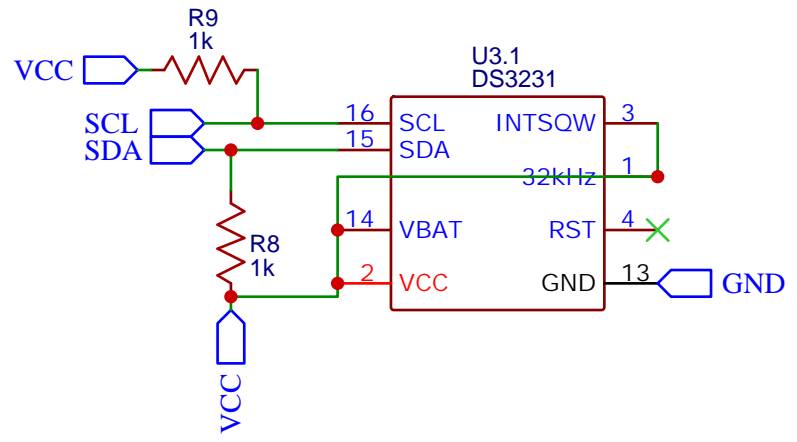 R9
1k
VCC
U3.1
DS3231
SCL 16 SCL INTSQW 3
SDA 15 SDA
32kHz 1
14 VBAT RST 4
R8
1k
2 VCC GND 13 GND
VCC